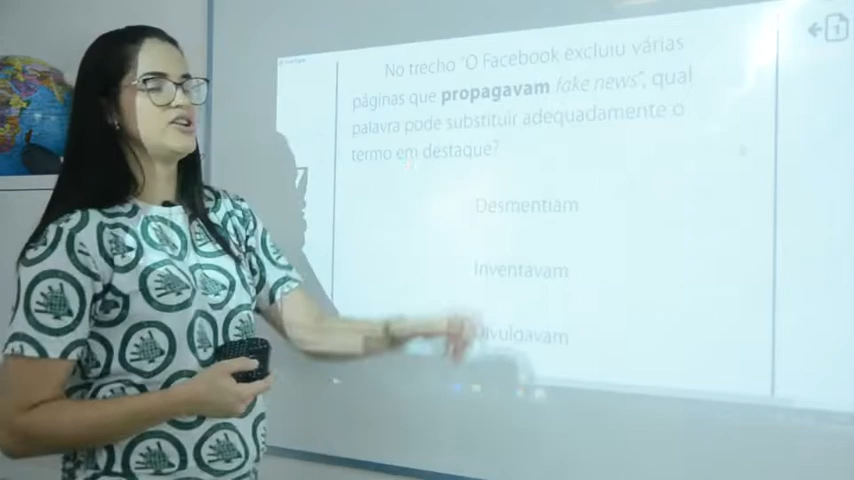 No trecho "O Facebook excluiu várias
páginas que propagavam fake news", qual
palavra pode substituir adequadamente o
termo em destaque?
Desmentiam
Inventavam
Divulgavam
1